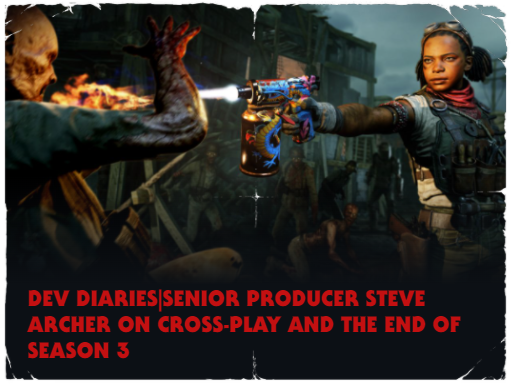 DEV DIARIES|SENIOR PRODUCER STEVE
ARCHER ON CROSS-PLAY AND THE END OF
SEASON 3